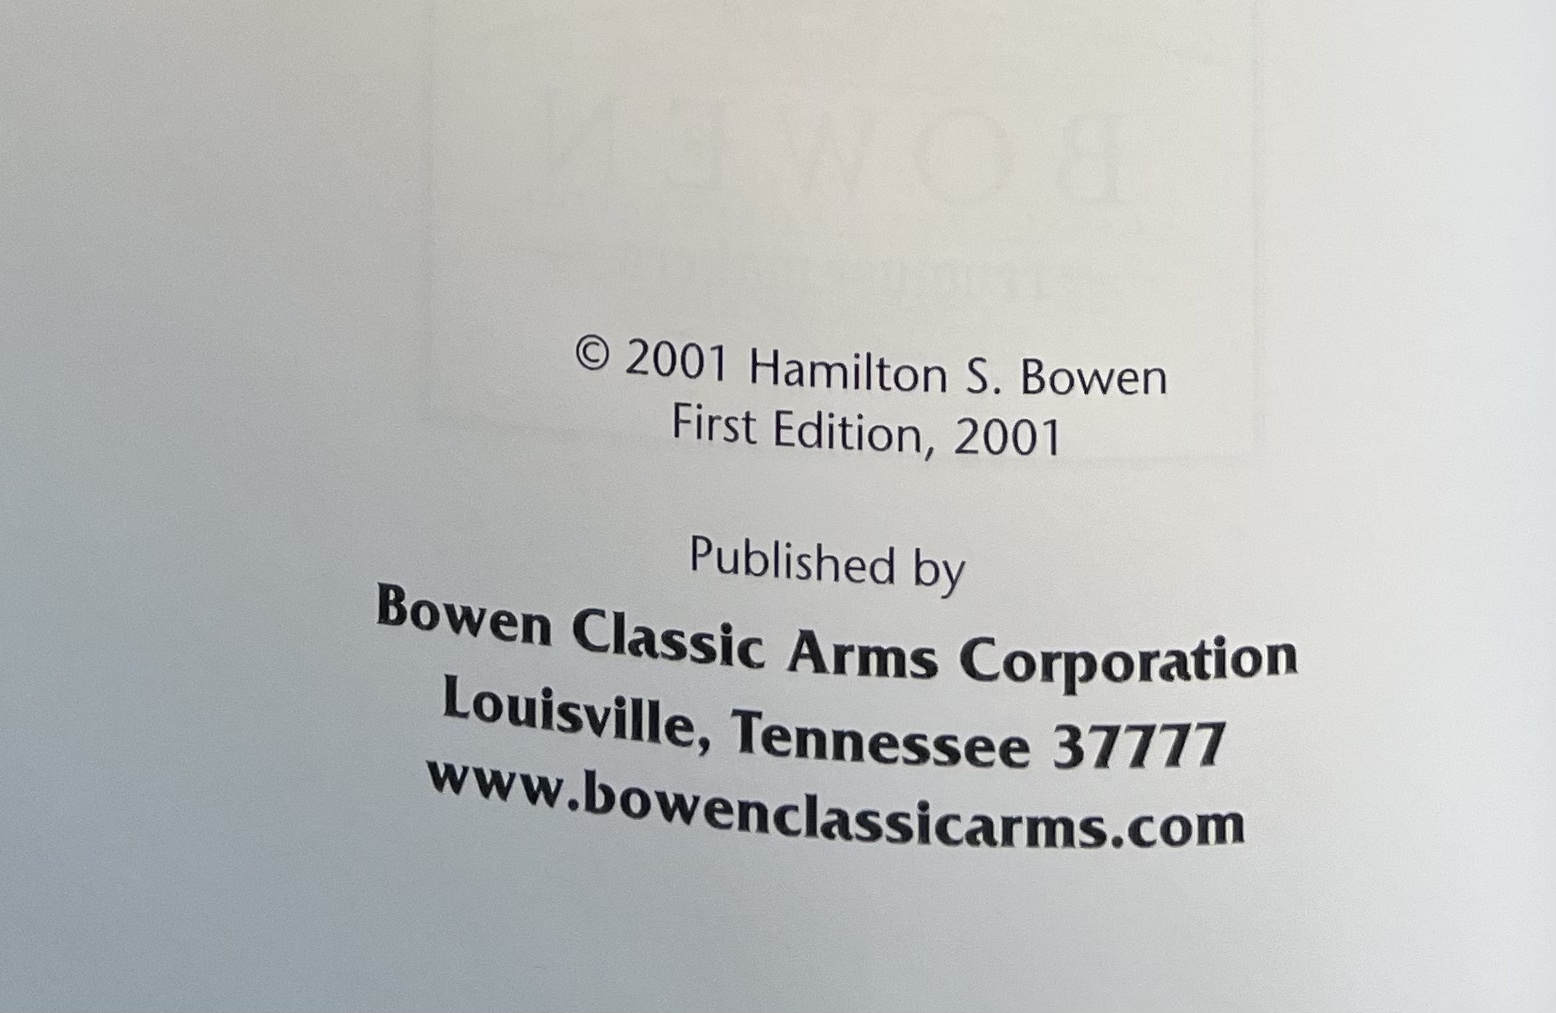 © 2001 Hamilton S. Bowen
First Edition, 2001
Published by
Bowen Classic Arms Corporation
Louisville, Tennessee 37777
www.bowenclassicarms.com